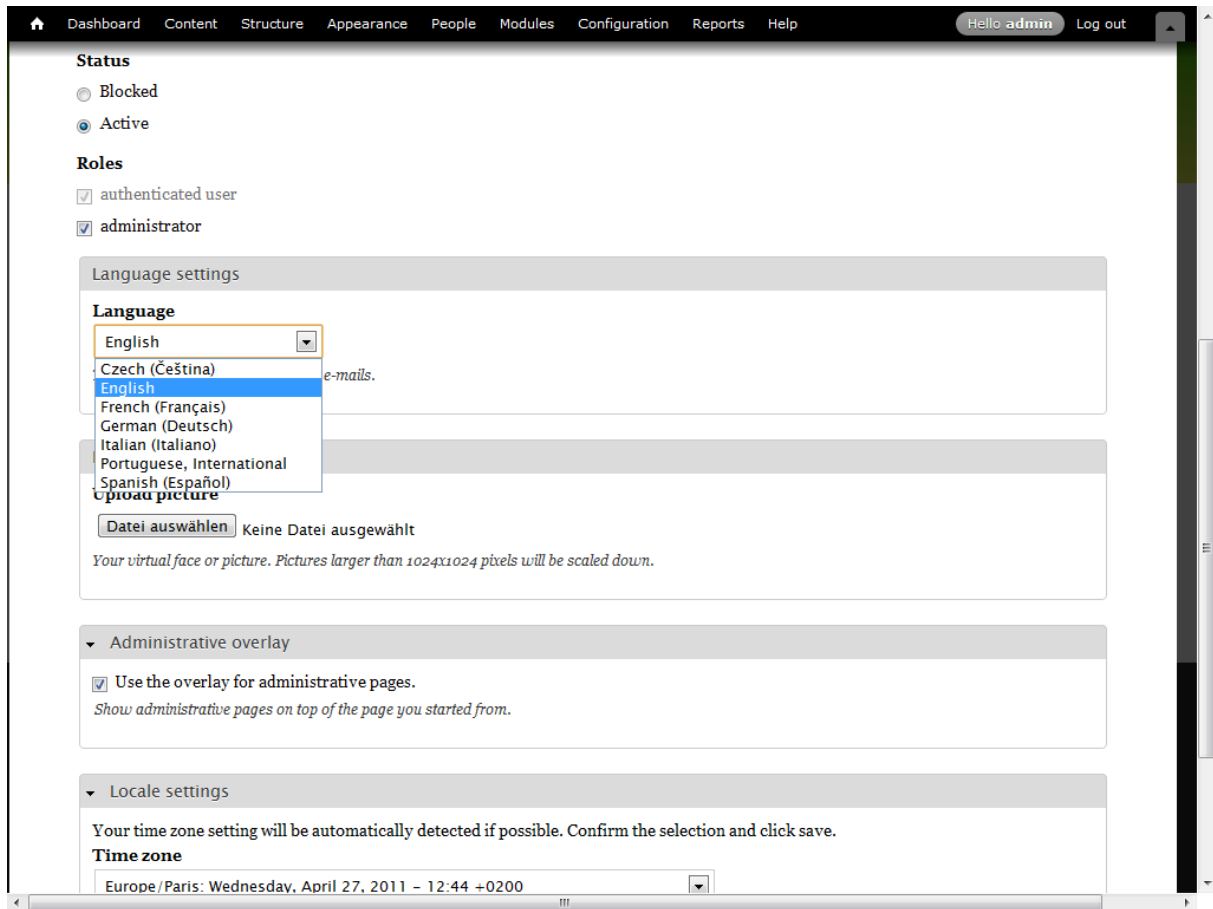 Dashboard Content Structure Appearance People Modules Configuration Reports Help Hello admin Log out
Status
Blocked
Active
Roles
authenticated user
administrator
Language settings
Language
English
Czech (Čeština)
e-mails.
English
French (Français)
German (Deutsch)
Italian (Italiano)
Portuguese, International
Spanish (Español)
Upload picture
Datei auswählen Keine Datei ausgewählt
Your virtual face or picture. Pictures larger than 1024x1024 pixels will be scaled down.
Administrative overlay
Use the overlay for administrative pages.
Show administrative pages on top of the page you started from.
Locale settings
Your time zone setting will be automatically detected if possible. Confirm the selection and click save.
Time zone
Europe/Paris: Wednesday, April 27, 2011 - 12:44 +0200